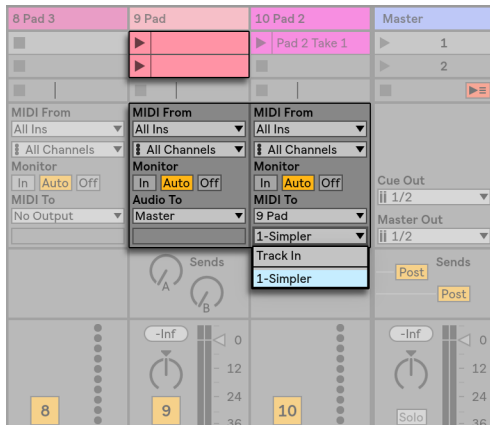 8 Pad 3
9 Pad
10 Pad 2
Master
Pad 2 Take 1
1
2
MIDI From
All Ins
All Channels
Monitor
In Auto Off
MIDI To
No Output
MIDI From
All Ins
All Channels
Monitor
In Auto Off
Audio To
Master
MIDI From
All Ins
All Channels
Monitor
In Auto Off
MIDI To
9 Pad
1-Simpler
Track In
1-Simpler
Cue Out
1/2
Master Out
1/2
Sends
A
B
Sends
Post
Post
8
-Inf
0
12
24
36
9
10
-Inf
0
12
24
36
Solo